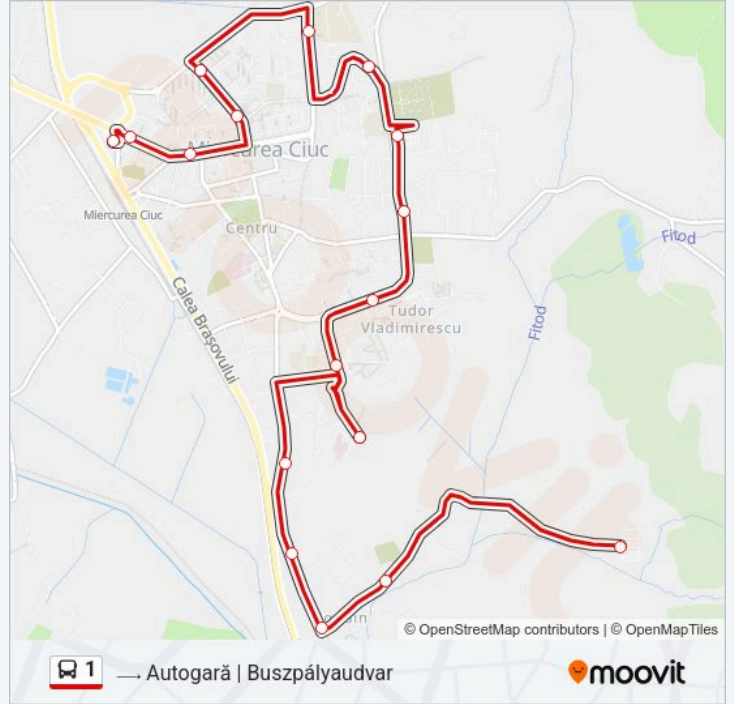 Miercurea Ciuc
Miercurea Ciuc
Centru
Fitod
Calea Brașovului
Tudor
Vladimirescu
Fitod
© OpenStreetMap contributors | © OpenMapTiles
1 → Autogară | Buszpályaudvar
moovit